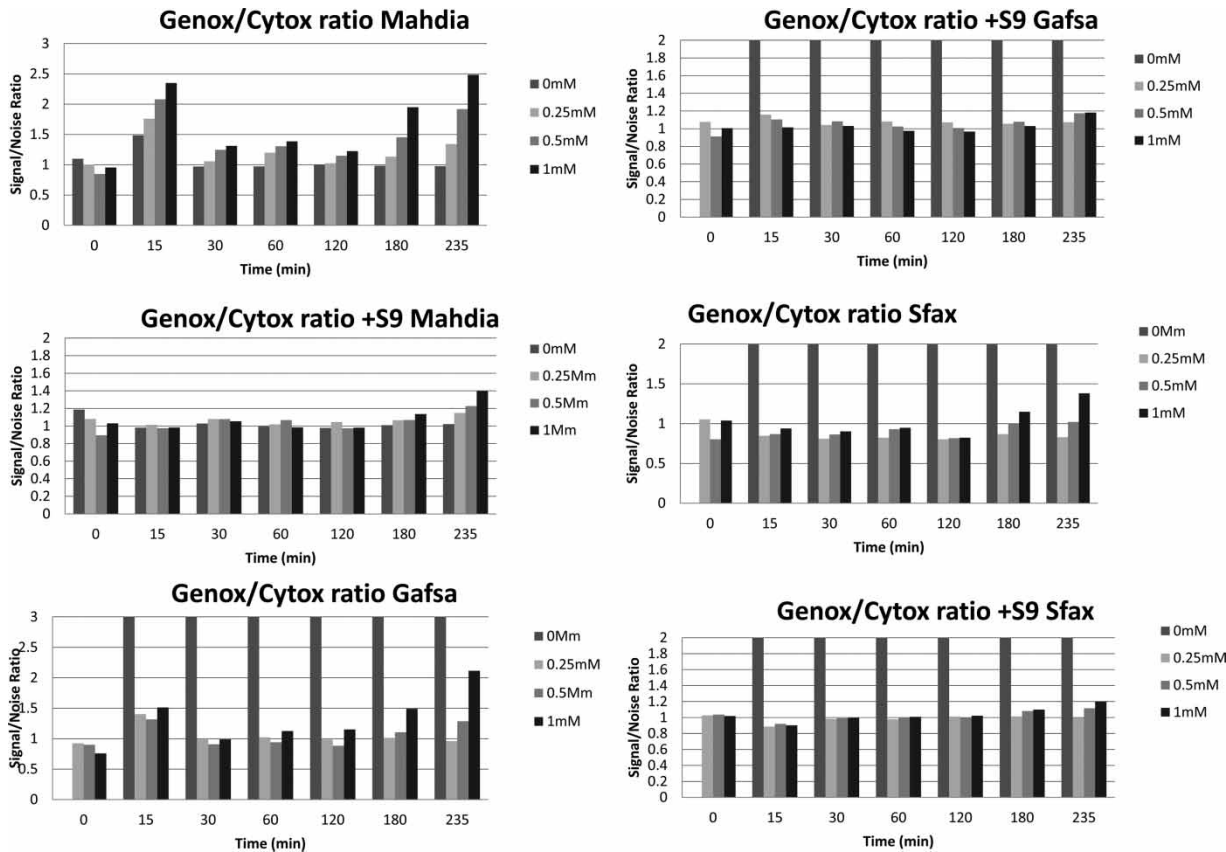 Genox/Cytox ratio Mahdia
Signal/Noise Ratio
3
2.5
2
1.5
1
0.5
0
0 15 30 60 120 180 235
Time (min)
0mM
0.25mM
0.5mM
1mM
Genox/Cytox ratio +S9 Mahdia
Signal/Noise Ratio
2
1.8
1.6
1.4
1.2
1
0.8
0.6
0.4
0.2
0
0 15 30 60 120 180 235
Time (min)
0mM
0.25Mm
0.5Mm
1Mm
Genox/Cytox ratio Gafsa
Signal/Noise Ratio
3
2.5
2
1.5
1
0.5
0
0 15 30 60 120 180 235
Time (min)
0Mm
0.25mM
0.5Mm
1mM
Genox/Cytox ratio +S9 Gafsa
Signal/Noise Ratio
2
1.8
1.6
1.4
1.2
1
0.8
0.6
0.4
0.2
0
0 15 30 60 120 180 235
Time (min)
0mM
0.25mM
0.5mM
1mM
Genox/Cytox ratio Sfax
Signal/Noise Ratio
2
1.5
1
0.5
0
0 15 30 60 120 180 235
Time (min)
0Mm
0.25mM
0.5mM
1mM
Genox/Cytox ratio +S9 Sfax
Signal/Noise Ratio
2
1.8
1.6
1.4
1.2
1
0.8
0.6
0.4
0.2
0
0 15 30 60 120 180 235
Time (min)
0mM
0.25mM
0.5mM
1mM